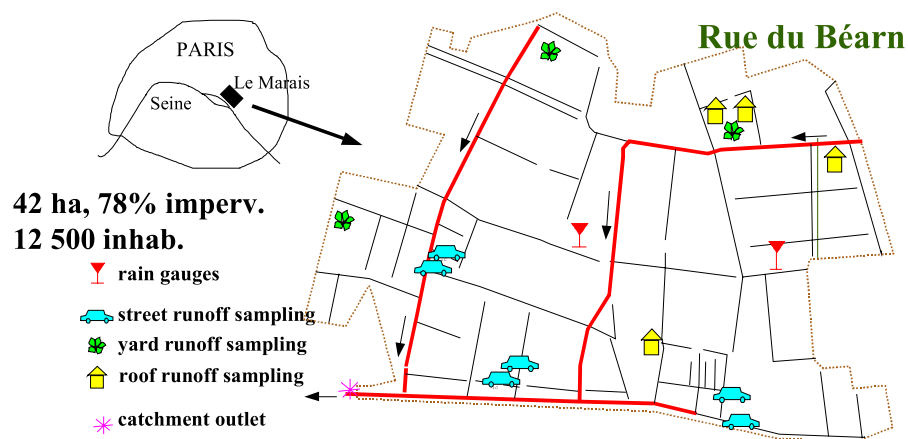 PARIS
Le Marais
Seine
Rue du Béarn
42 ha, 78% imperv.
12 500 inhab.
rain gauges
street runoff sampling
yard runoff sampling
roof runoff sampling
catchment outlet